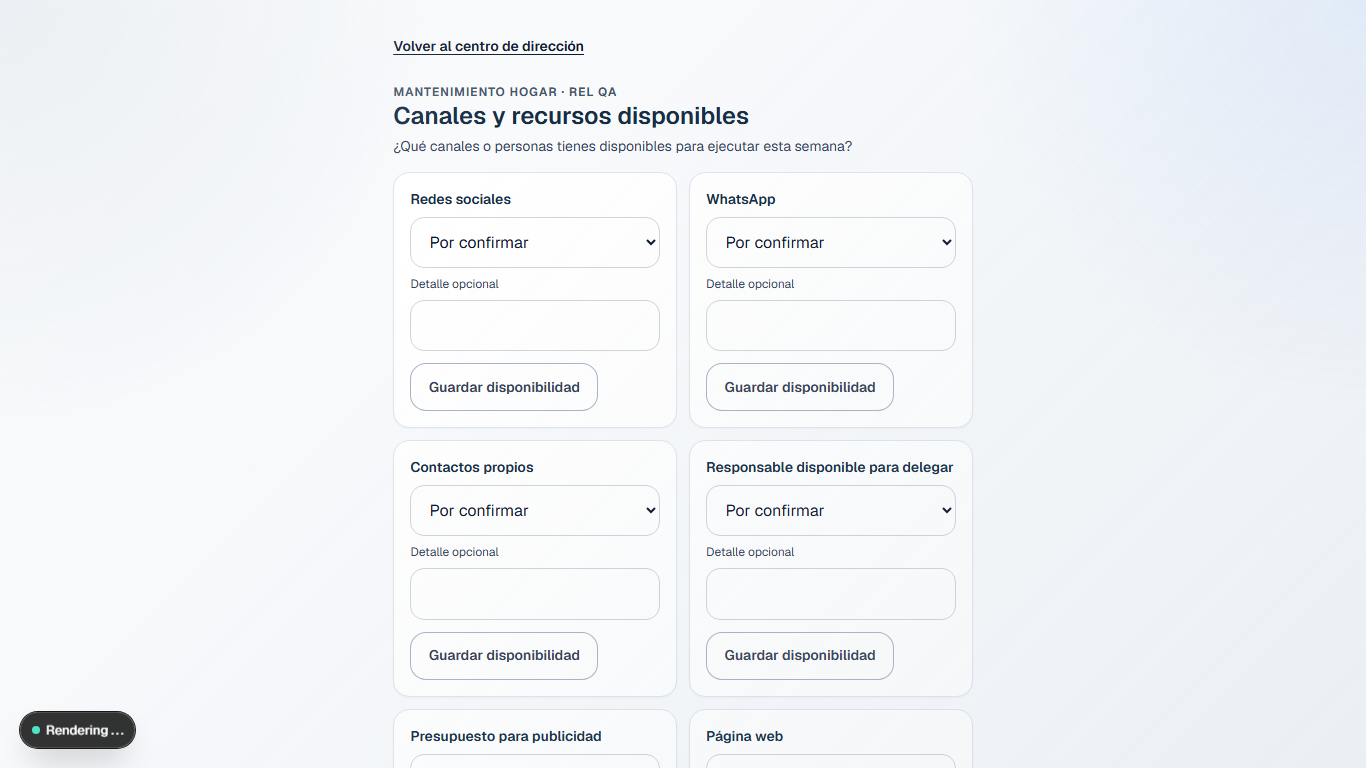 Volver al centro de dirección
MANTENIMIENTO HOGAR · REL QA
Canales y recursos disponibles
¿Qué canales o personas tienes disponibles para ejecutar esta semana?
Redes sociales
Por confirmar
Detalle opcional
Guardar disponibilidad
WhatsApp
Por confirmar
Detalle opcional
Guardar disponibilidad
Contactos propios
Por confirmar
Detalle opcional
Guardar disponibilidad
Responsable disponible para delegar
Por confirmar
Detalle opcional
Guardar disponibilidad
Presupuesto para publicidad
Página web
Rendering ...